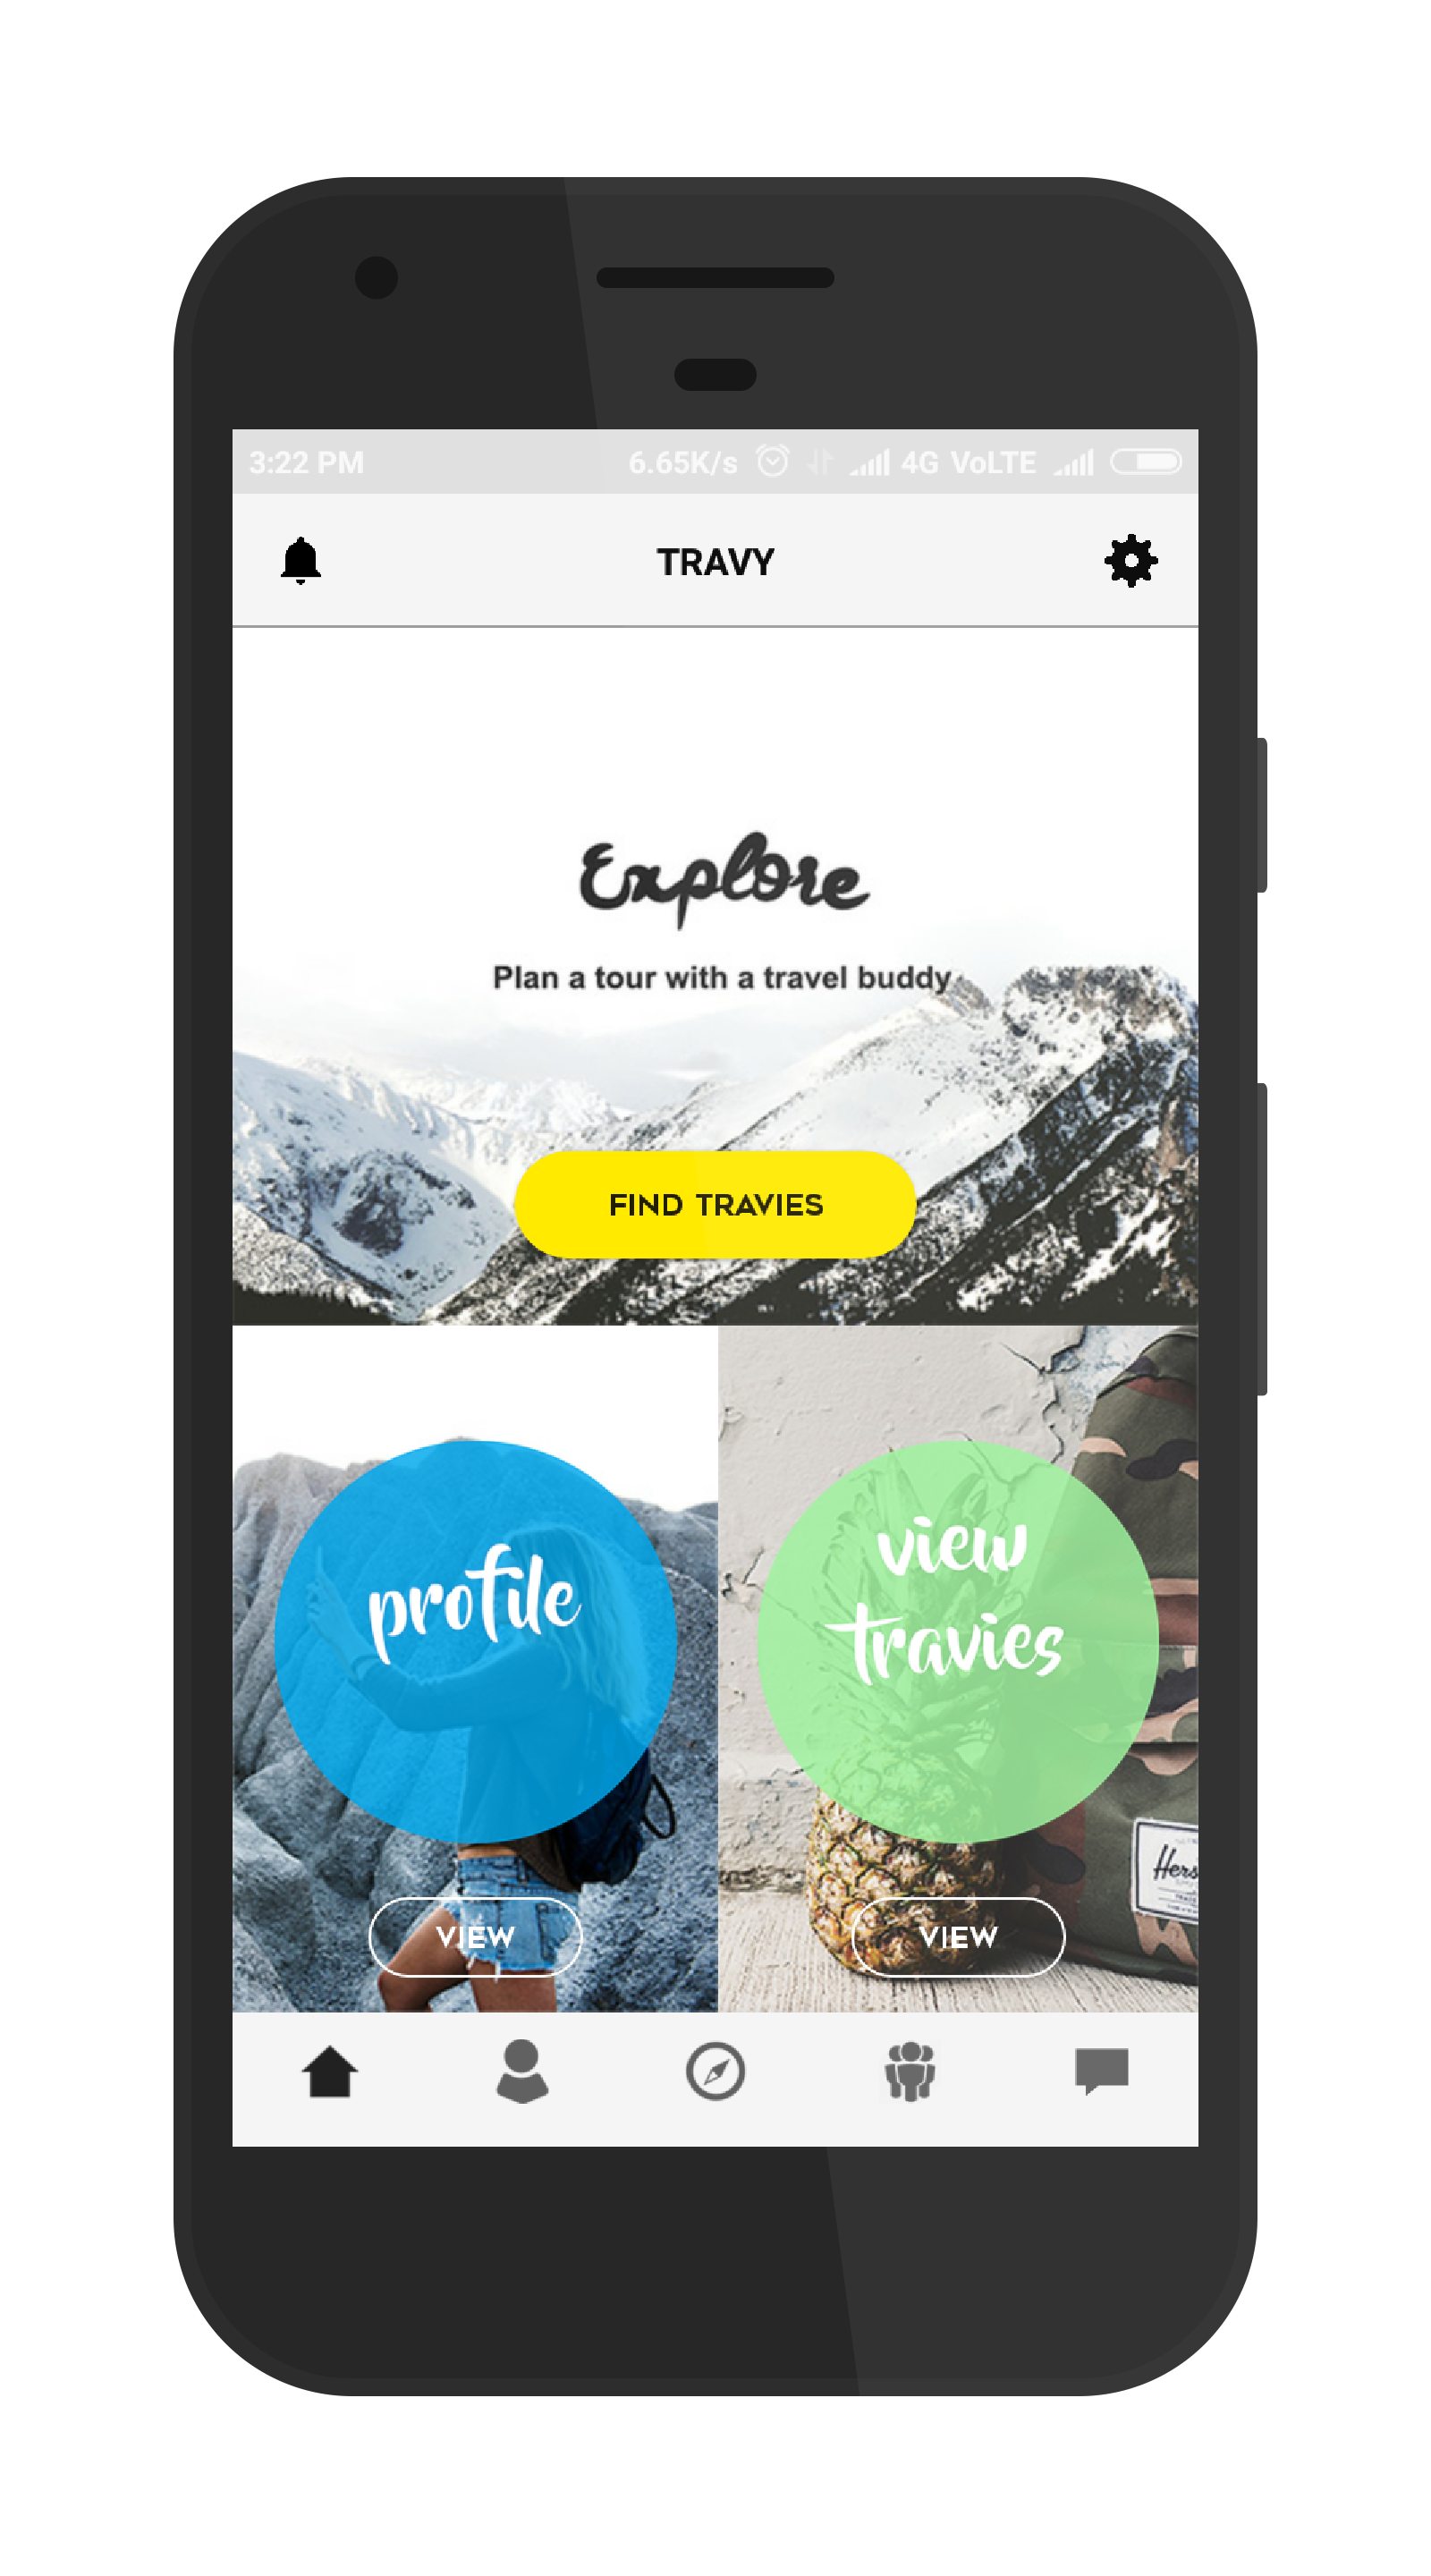 3:22 PM 6.65K/s 4G VoLTE
TRAVY
Explore
Plan a tour with a travel buddy
FIND TRAVIES
profile
view
travies
VIEW
VIEW